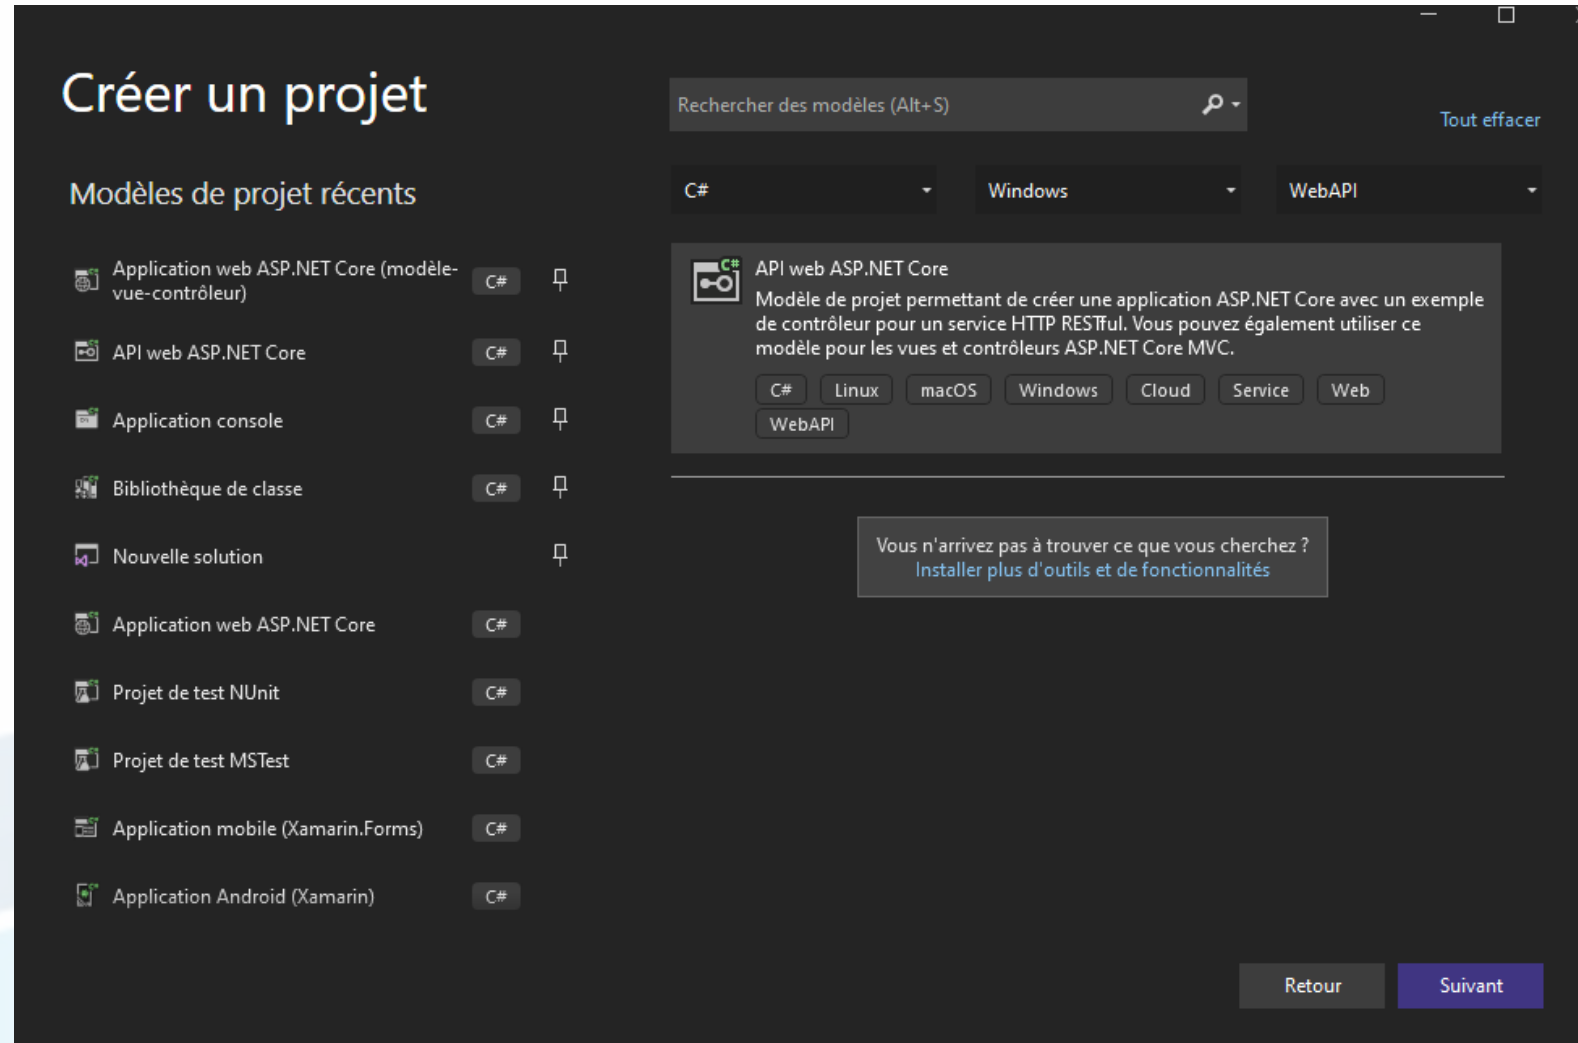 Créer un projet
Rechercher des modèles (Alt+S)
Tout effacer
Modèles de projet récents
C#
Windows
WebAPI
Application web ASP.NET Core (modèle-
vue-contrôleur)
C#
API web ASP.NET Core
C#
Application console
C#
Bibliothèque de classe
C#
Nouvelle solution
Application web ASP.NET Core
C#
Projet de test NUnit
C#
Projet de test MSTest
C#
Application mobile (Xamarin.Forms)
C#
Application Android (Xamarin)
C#
API web ASP.NET Core
Modèle de projet permettant de créer une application ASP.NET Core avec un exemple
de contrôleur pour un service HTTP RESTful. Vous pouvez également utiliser ce
modèle pour les vues et contrôleurs ASP.NET Core MVC.
C# Linux macOS Windows Cloud Service Web
WebAPI
Vous n'arrivez pas à trouver ce que vous cherchez ?
Installer plus d'outils et de fonctionnalités
Retour
Suivant